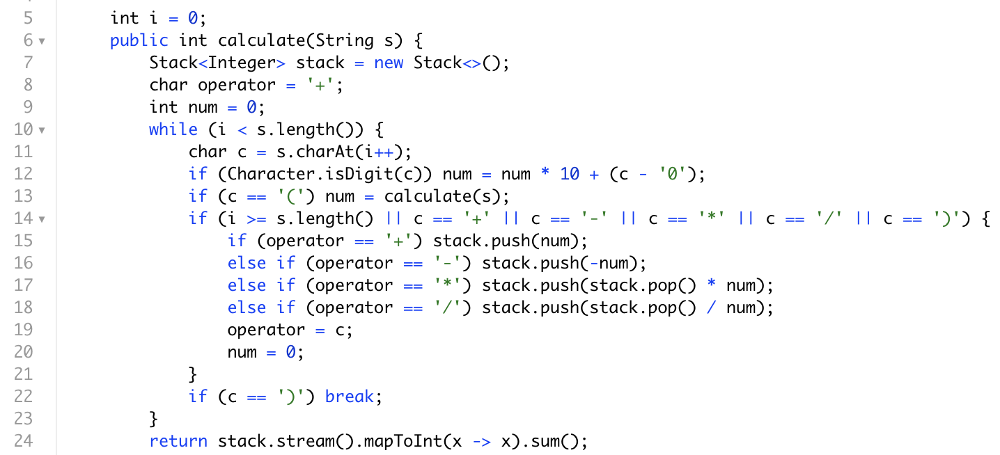 5 int i = 0;
6 public int calculate(String s) {
7 Stack<Integer> stack = new Stack<>();
8 char operator = '+';
9 int num = 0;
10 while (i < s.length()) {
11 char c = s.charAt(i++);
12 if (Character.isDigit(c)) num = num * 10 + (c - '0');
13 if (c == '(') num = calculate(s);
14 if (i >= s.length() || c == '+' || c == '-' || c == '*' || c == '/' || c == ')') {
15 if (operator == '+') stack.push(num);
16 else if (operator == '-') stack.push(-num);
17 else if (operator == '*') stack.push(stack.pop() * num);
18 else if (operator == '/') stack.push(stack.pop() / num);
19 operator = c;
20 num = 0;
21 }
22 if (c == ')') break;
23 }
24 return stack.stream().mapToInt(x -> x).sum();